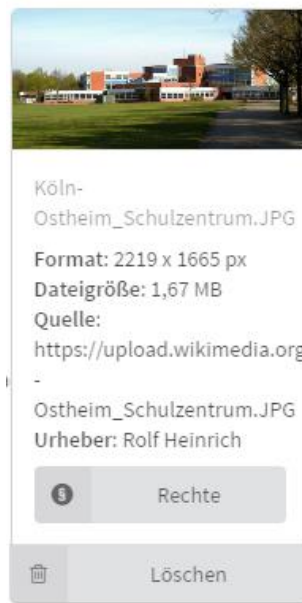 Köln-
Ostheim_Schulzentrum.JPG
Format: 2219 x 1665 px
Dateigröße: 1,67 MB
Quelle:
https://upload.wikimedia.org
-
Ostheim_Schulzentrum.JPG
Urheber: Rolf Heinrich
§ Rechte
Löschen